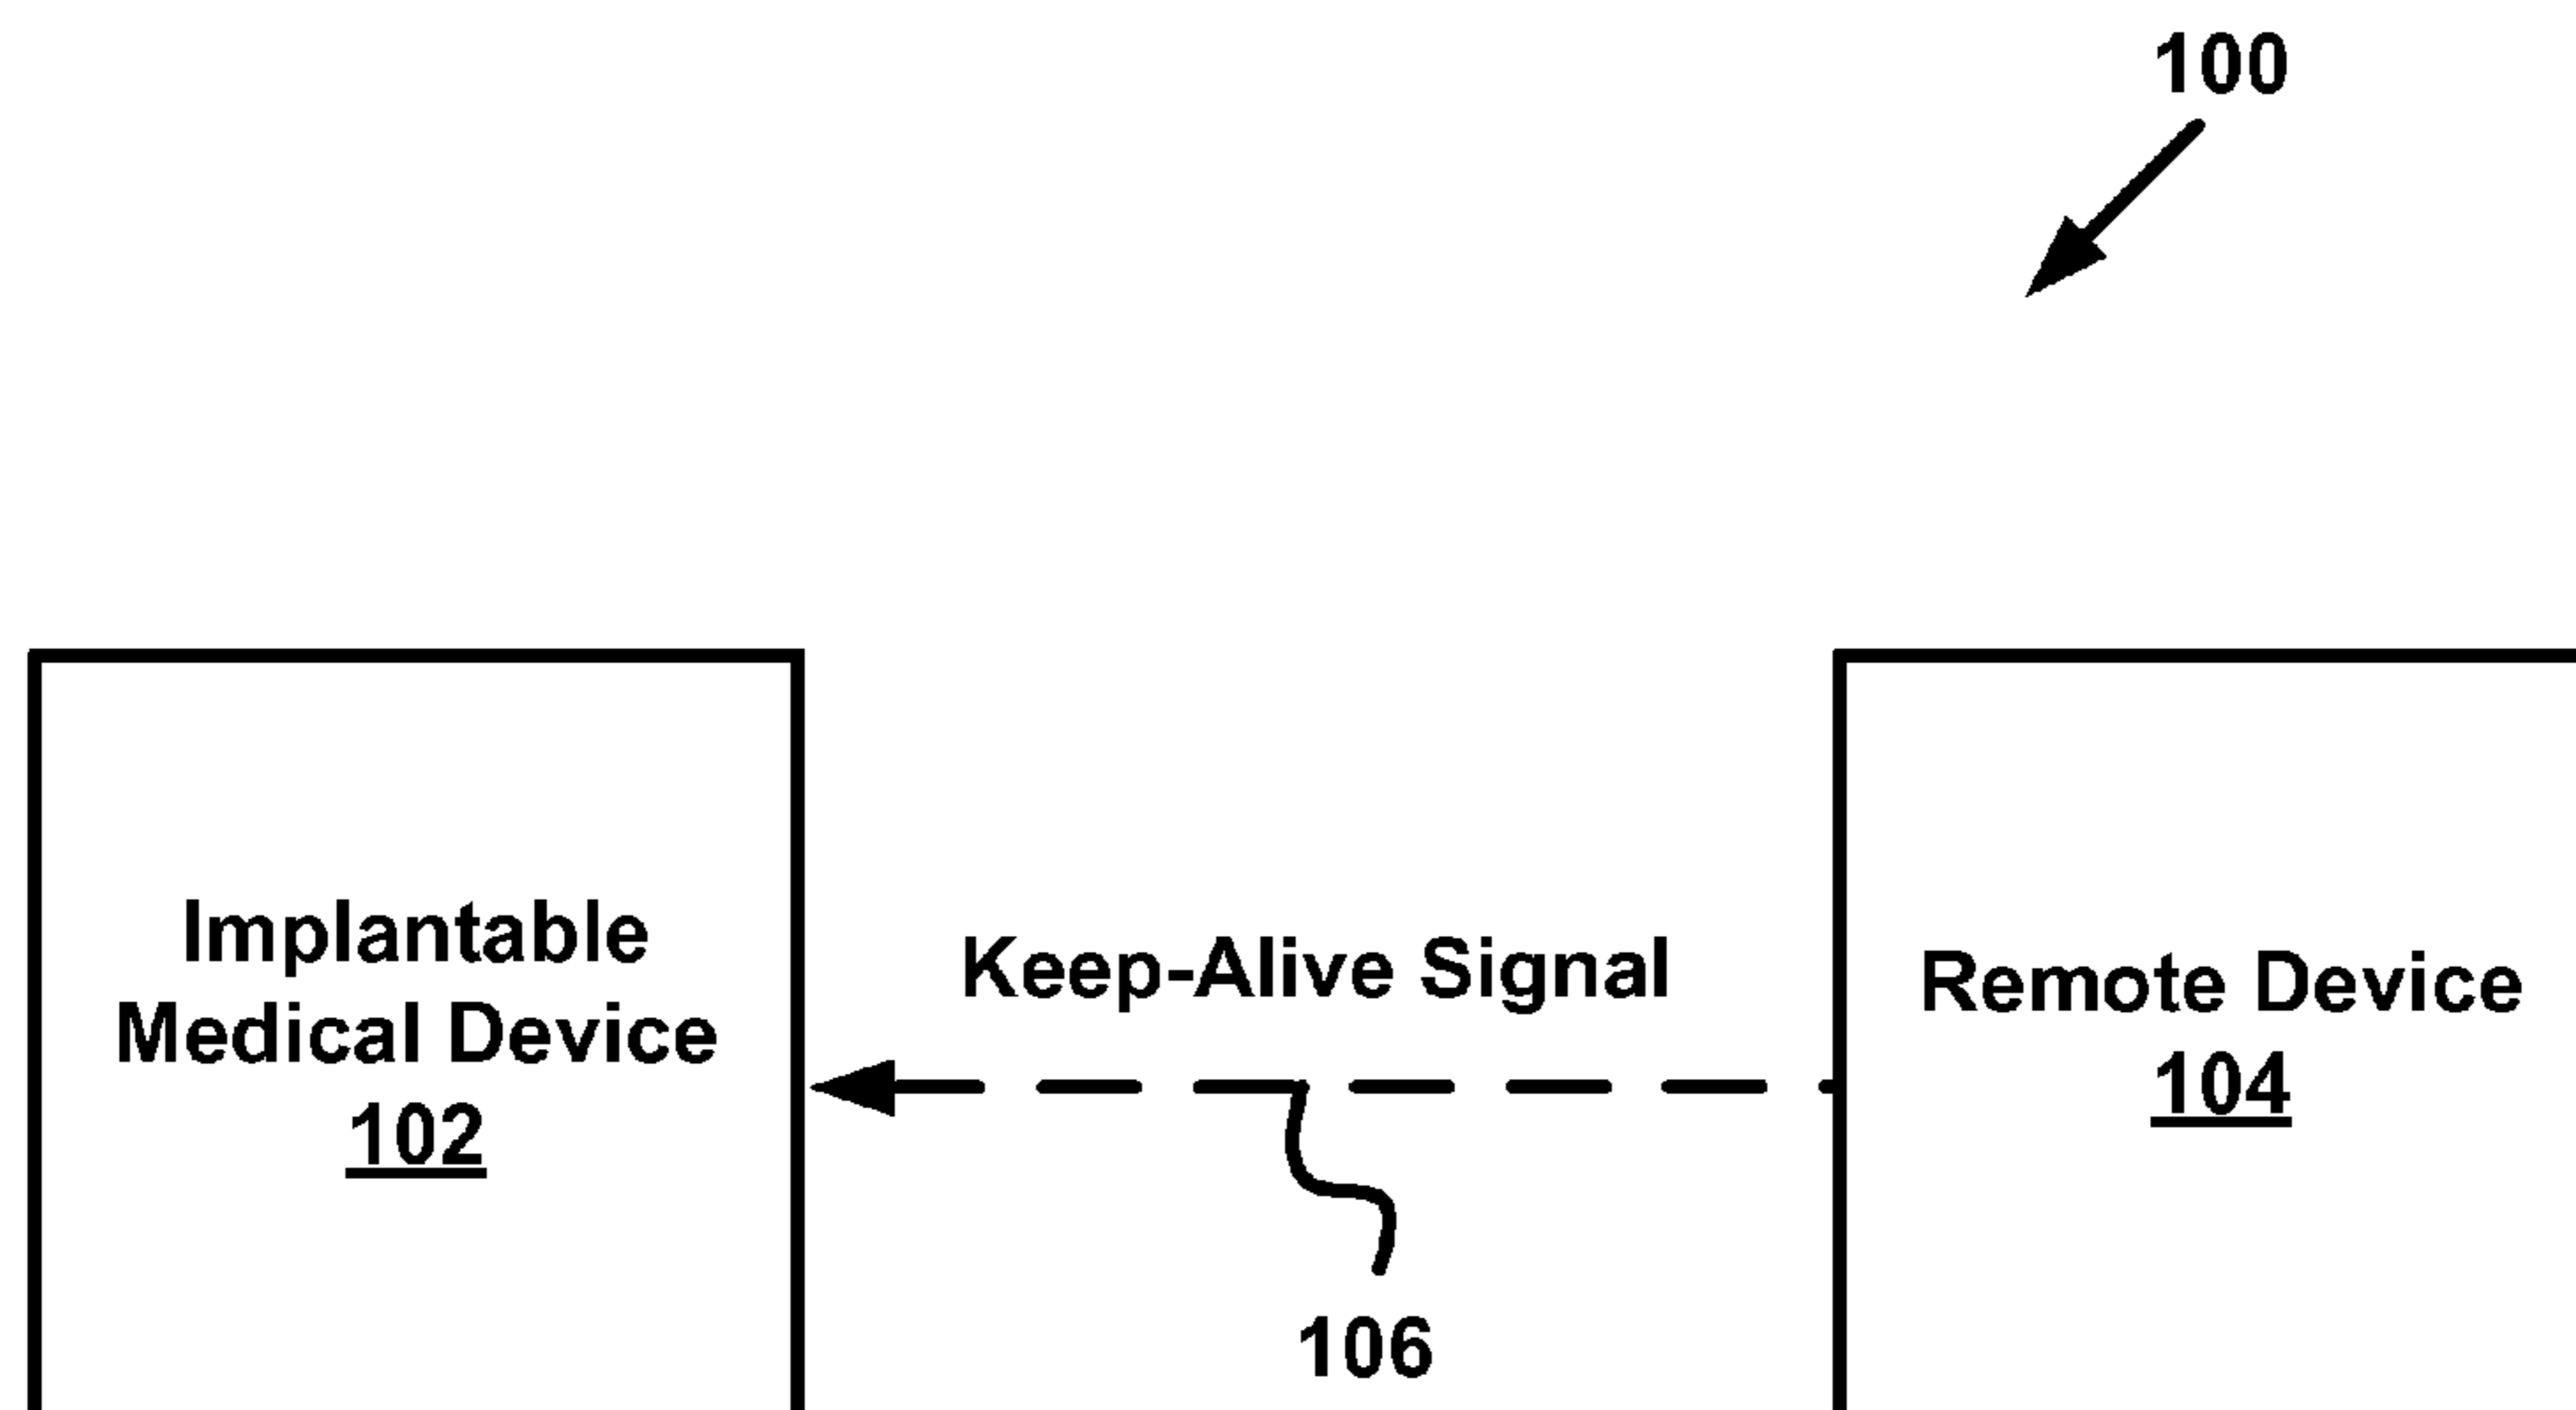 100
Implantable
Medical Device
102
Keep-Alive Signal
106
Remote Device
104